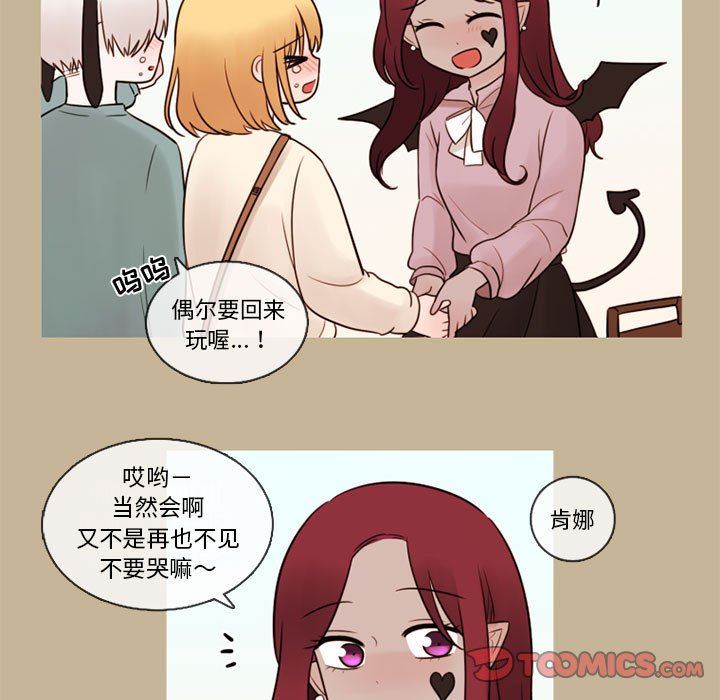 呜呜
偶尔要回来
玩喔...！
哎哟－
当然会啊
又不是再也不见
不要哭嘛～
肯娜
TOOMICS.COM